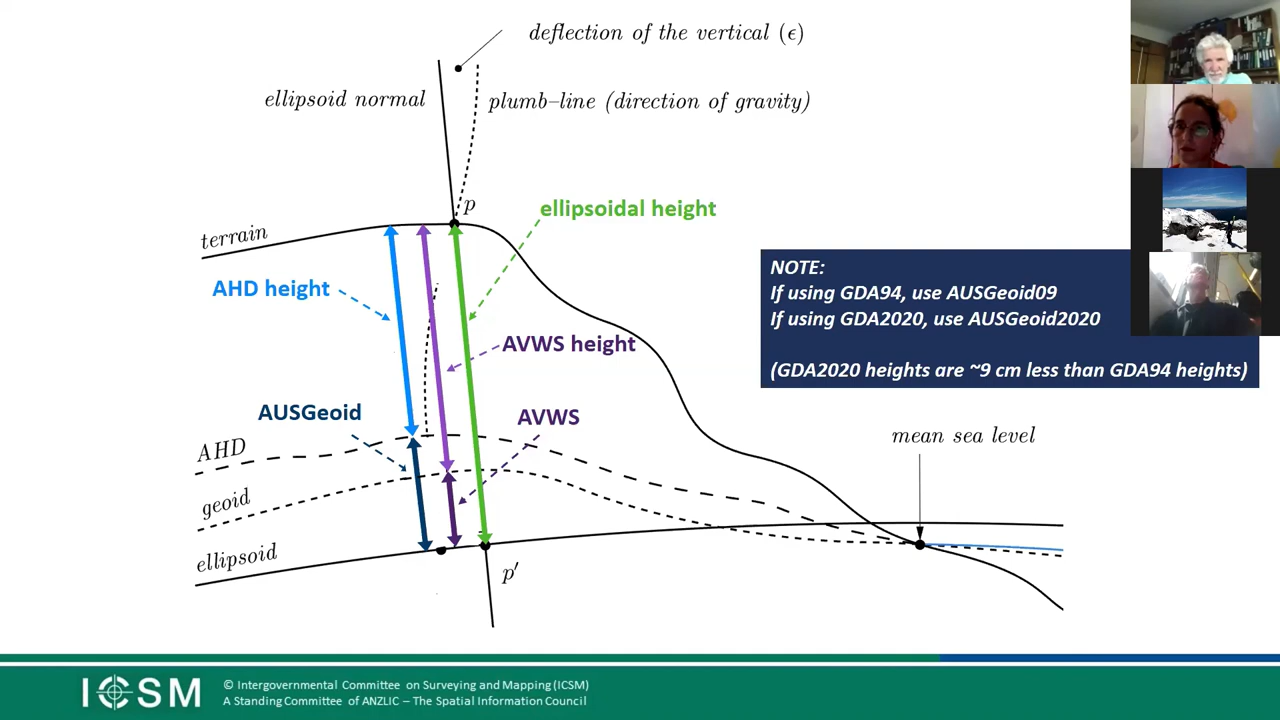 deflection of the vertical (ϵ)
ellipsoid normal
plumb–line (direction of gravity)
p
ellipsoidal height
terrain
NOTE:
If using GDA94, use AUSGeoid09
If using GDA2020, use AUSGeoid2020
(GDA2020 heights are ~9 cm less than GDA94 heights)
AHD height
AVWS height
AUSGeoid
AVWS
mean sea level
AHD
geoid
ellipsoid
p′
ICSM
© Intergovernmental Committee on Surveying and Mapping (ICSM)
A Standing Committee of ANZLIC – The Spatial Information Council